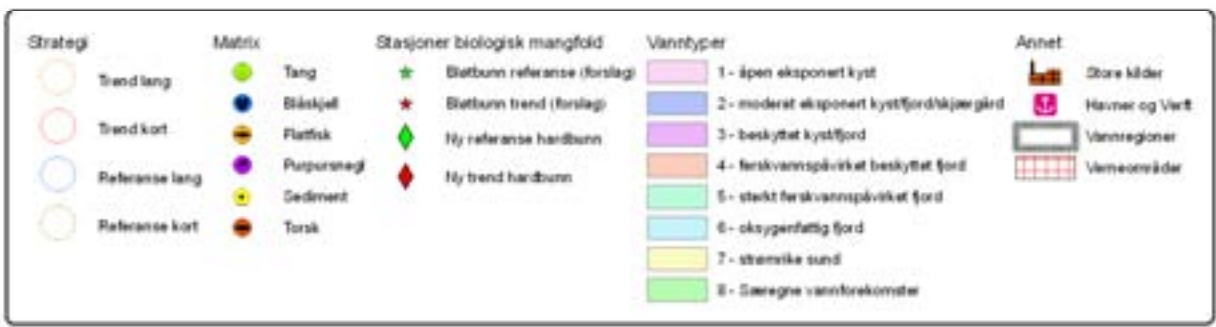 Strategi
Trend lang
Trend kort
Referanse lang
Referanse kort
Matrix
Tang
Blåskjell
Flatfisk
Purpursnegl
Sediment
Torsk
Stasjoner biologisk mangfold
Bløtbunn referanse (forslag)
Bløtbunn trend (forslag)
Ny referanse hardbunn
Ny trend hardbunn
Vanntyper
1 - åpen eksponert kyst
2 - moderat eksponert kyst/fjord/skjærgård
3 - beskyttet kyst/fjord
4 - ferskvannspåvirket beskyttet fjord
5 - sterkt ferskvannspåvirket fjord
6 - oksygenfattig fjord
7 - strømrike sund
8 - Særegne vannforekomster
Annet
Store kilder
Havner og Verft
Vannregioner
Verneområder